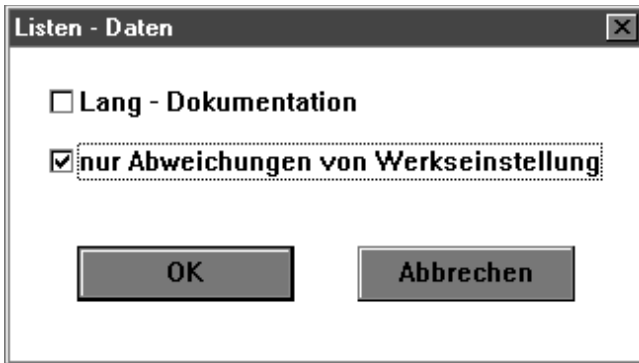 Listen - Daten
Lang - Dokumentation
nur Abweichungen von Werkseinstellung
OK
Abbrechen